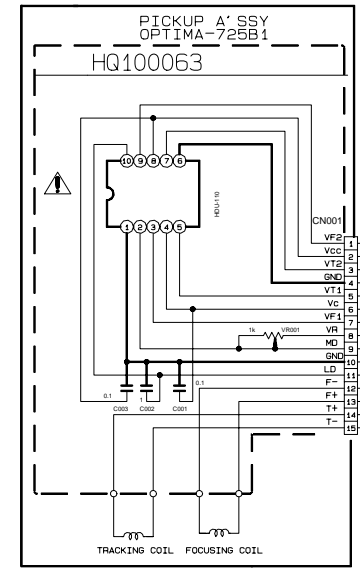 PICKUP A'SSY
OPTIMA-725B1
HQ100063
10 9 8 7 6
HDU-110
1 2 3 4 5
CN001
VF2 1
Vcc 2
VT2 3
GND 4
VT1 5
Vc 6
VF1 7
1k VR001 VR 8
MD 9
GND 10
LD 11
0.1 1 0.1 F- 12
C003 C002 C001 F+ 13
T+ 14
T- 15
TRACKING COIL FOCUSING COIL